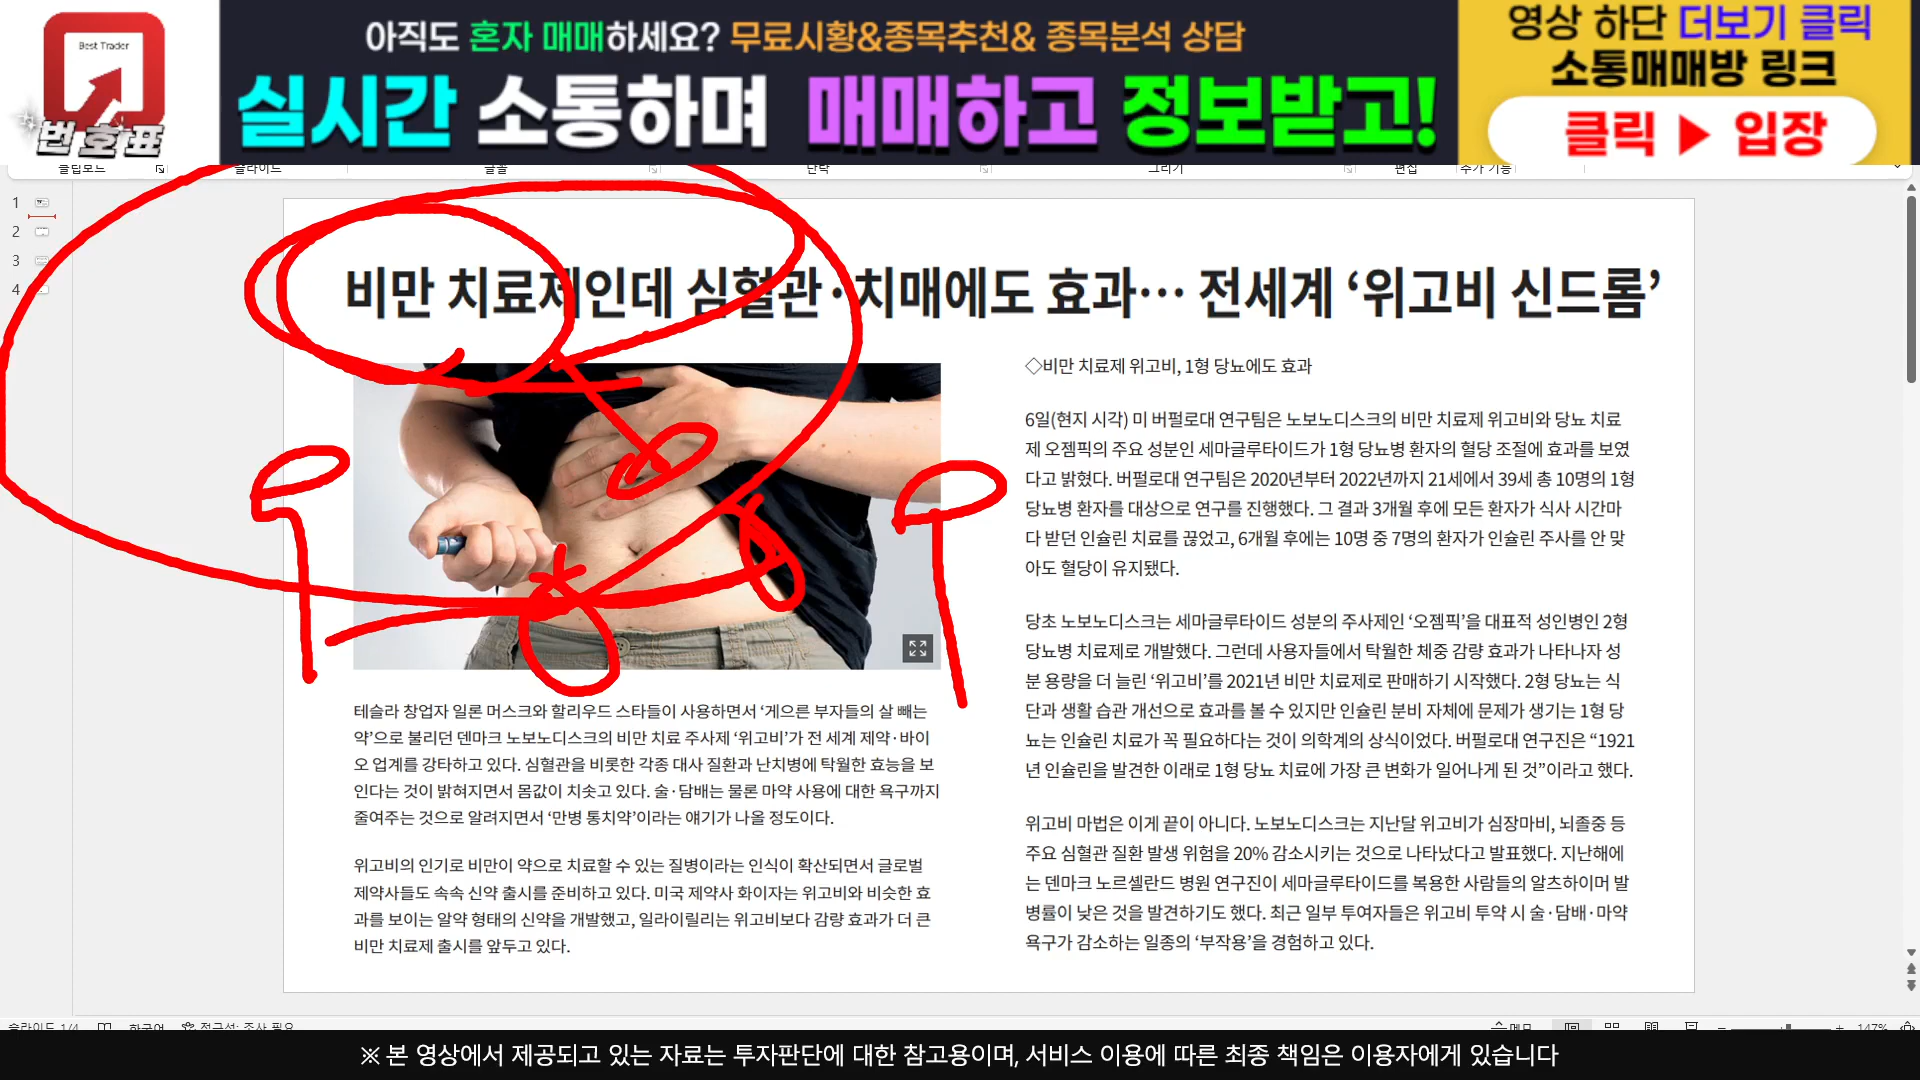 Best Trader
번호표
아직도 혼자 매매하세요? 무료시황&종목추천& 종목분석 상담
실시간 소통하며 매매하고 정보받고!
영상 하단 더보기 클릭
소통매매방 링크
클릭 ▶ 입장
클립보드 슬라이드 글꼴 단락 그리기 편집 추가 기능
1
2
3
4
비만 치료제인데 심혈관·치매에도 효과… 전세계 ‘위고비 신드롬’
테슬라 창업자 일론 머스크와 할리우드 스타들이 사용하면서 ‘게으른 부자들의 살 빼는
약’으로 불리던 덴마크 노보노디스크의 비만 치료 주사제 ‘위고비’가 전 세계 제약·바이
오 업계를 강타하고 있다. 심혈관을 비롯한 각종 대사 질환과 난치병에 탁월한 효능을 보
인다는 것이 밝혀지면서 몸값이 치솟고 있다. 술·담배는 물론 마약 사용에 대한 욕구까지
줄여주는 것으로 알려지면서 ‘만병 통치약’이라는 얘기가 나올 정도이다.
위고비의 인기로 비만이 약으로 치료할 수 있는 질병이라는 인식이 확산되면서 글로벌
제약사들도 속속 신약 출시를 준비하고 있다. 미국 제약사 화이자는 위고비와 비슷한 효
과를 보이는 알약 형태의 신약을 개발했고, 일라이릴리는 위고비보다 감량 효과가 더 큰
비만 치료제 출시를 앞두고 있다.
◇비만 치료제 위고비, 1형 당뇨에도 효과
6일(현지 시각) 미 버펄로대 연구팀은 노보노디스크의 비만 치료제 위고비와 당뇨 치료
제 오젬픽의 주요 성분인 세마글루타이드가 1형 당뇨병 환자의 혈당 조절에 효과를 보였
다고 밝혔다. 버펄로대 연구팀은 2020년부터 2022년까지 21세에서 39세 총 10명의 1형
당뇨병 환자를 대상으로 연구를 진행했다. 그 결과 3개월 후에 모든 환자가 식사 시간마
다 받던 인슐린 치료를 끊었고, 6개월 후에는 10명 중 7명의 환자가 인슐린 주사를 안 맞
아도 혈당이 유지됐다.
당초 노보노디스크는 세마글루타이드 성분의 주사제인 ‘오젬픽’을 대표적 성인병인 2형
당뇨병 치료제로 개발했다. 그런데 사용자들에서 탁월한 체중 감량 효과가 나타나자 성
분 용량을 더 늘린 ‘위고비’를 2021년 비만 치료제로 판매하기 시작했다. 2형 당뇨는 식
단과 생활 습관 개선으로 효과를 볼 수 있지만 인슐린 분비 자체에 문제가 생기는 1형 당
뇨는 인슐린 치료가 꼭 필요하다는 것이 의학계의 상식이었다. 버펄로대 연구진은 “1921
년 인슐린을 발견한 이래로 1형 당뇨 치료에 가장 큰 변화가 일어나게 된 것”이라고 했다.
위고비 마법은 이게 끝이 아니다. 노보노디스크는 지난달 위고비가 심장마비, 뇌졸중 등
주요 심혈관 질환 발생 위험을 20% 감소시키는 것으로 나타났다고 발표했다. 지난해에
는 덴마크 노르셸란드 병원 연구진이 세마글루타이드를 복용한 사람들의 알츠하이머 발
병률이 낮은 것을 발견하기도 했다. 최근 일부 투여자들은 위고비 투약 시 술·담배·마약
욕구가 감소하는 일종의 ‘부작용’을 경험하고 있다.
슬라이드 1/4 한국어 접근성: 조사 필요 메모 147%
※ 본 영상에서 제공되고 있는 자료는 투자판단에 대한 참고용이며, 서비스 이용에 따른 최종 책임은 이용자에게 있습니다